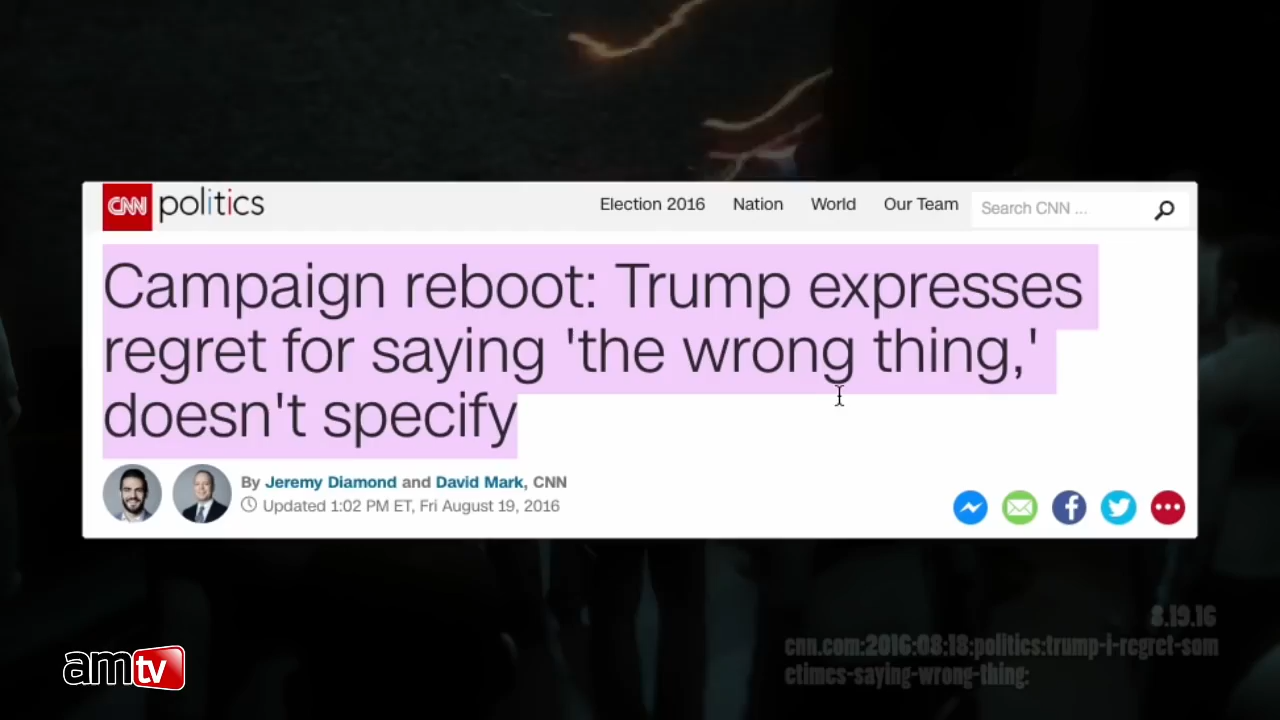 CNN politics
Election 2016 Nation World Our Team Search CNN ...
Campaign reboot: Trump expresses
regret for saying 'the wrong thing,'
doesn't specify
By Jeremy Diamond and David Mark, CNN
Updated 1:02 PM ET, Fri August 19, 2016
8.19.16
cnn.com:2016:08:18:politics:trump-i-regret-som
etimes-saying-wrong-thing:
amtv